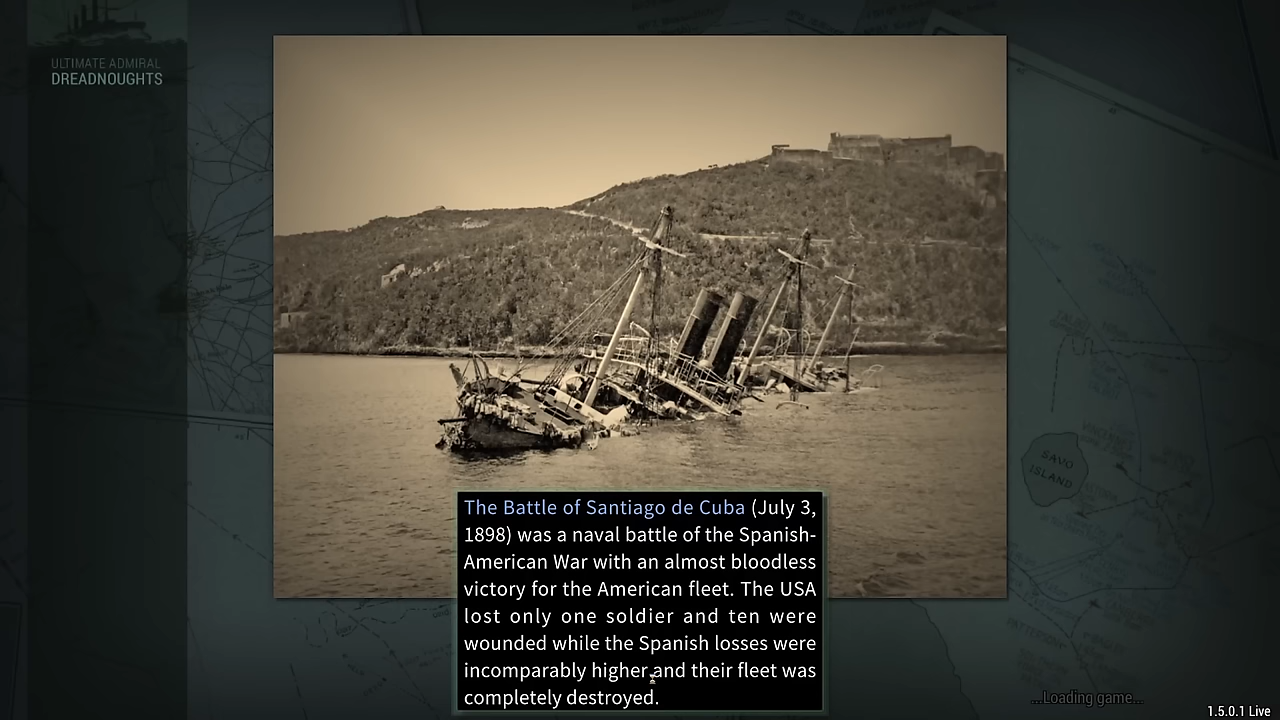 ULTIMATE ADMIRAL
DREADNOUGHTS
The Battle of Santiago de Cuba (July 3,
1898) was a naval battle of the Spanish-
American War with an almost bloodless
victory for the American fleet. The USA
lost only one soldier and ten were
wounded while the Spanish losses were
incomparably higher and their fleet was
completely destroyed.
SAVO
ISLAND
...Loading game...
1.5.0.1 Live